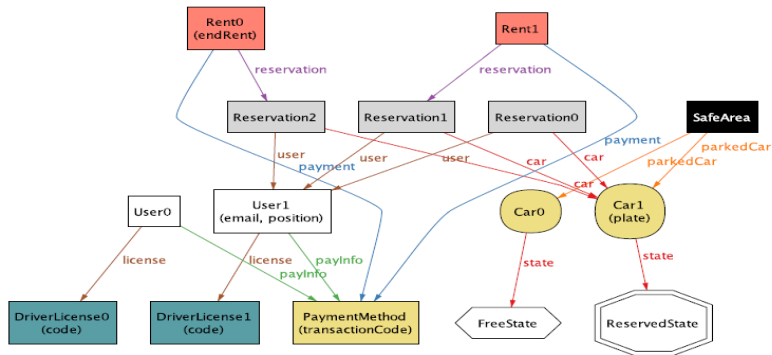 Rent0
(endRent)
Rent1
reservation
reservation
Reservation2
Reservation1
Reservation0
SafeArea
user
payment
user
user
car
car
car
payment
parkedCar
parkedCar
User0
User1
(email, position)
Car0
Car1
(plate)
license
license
payInfo
payInfo
state
state
DriverLicense0
(code)
DriverLicense1
(code)
PaymentMethod
(transactionCode)
FreeState
ReservedState